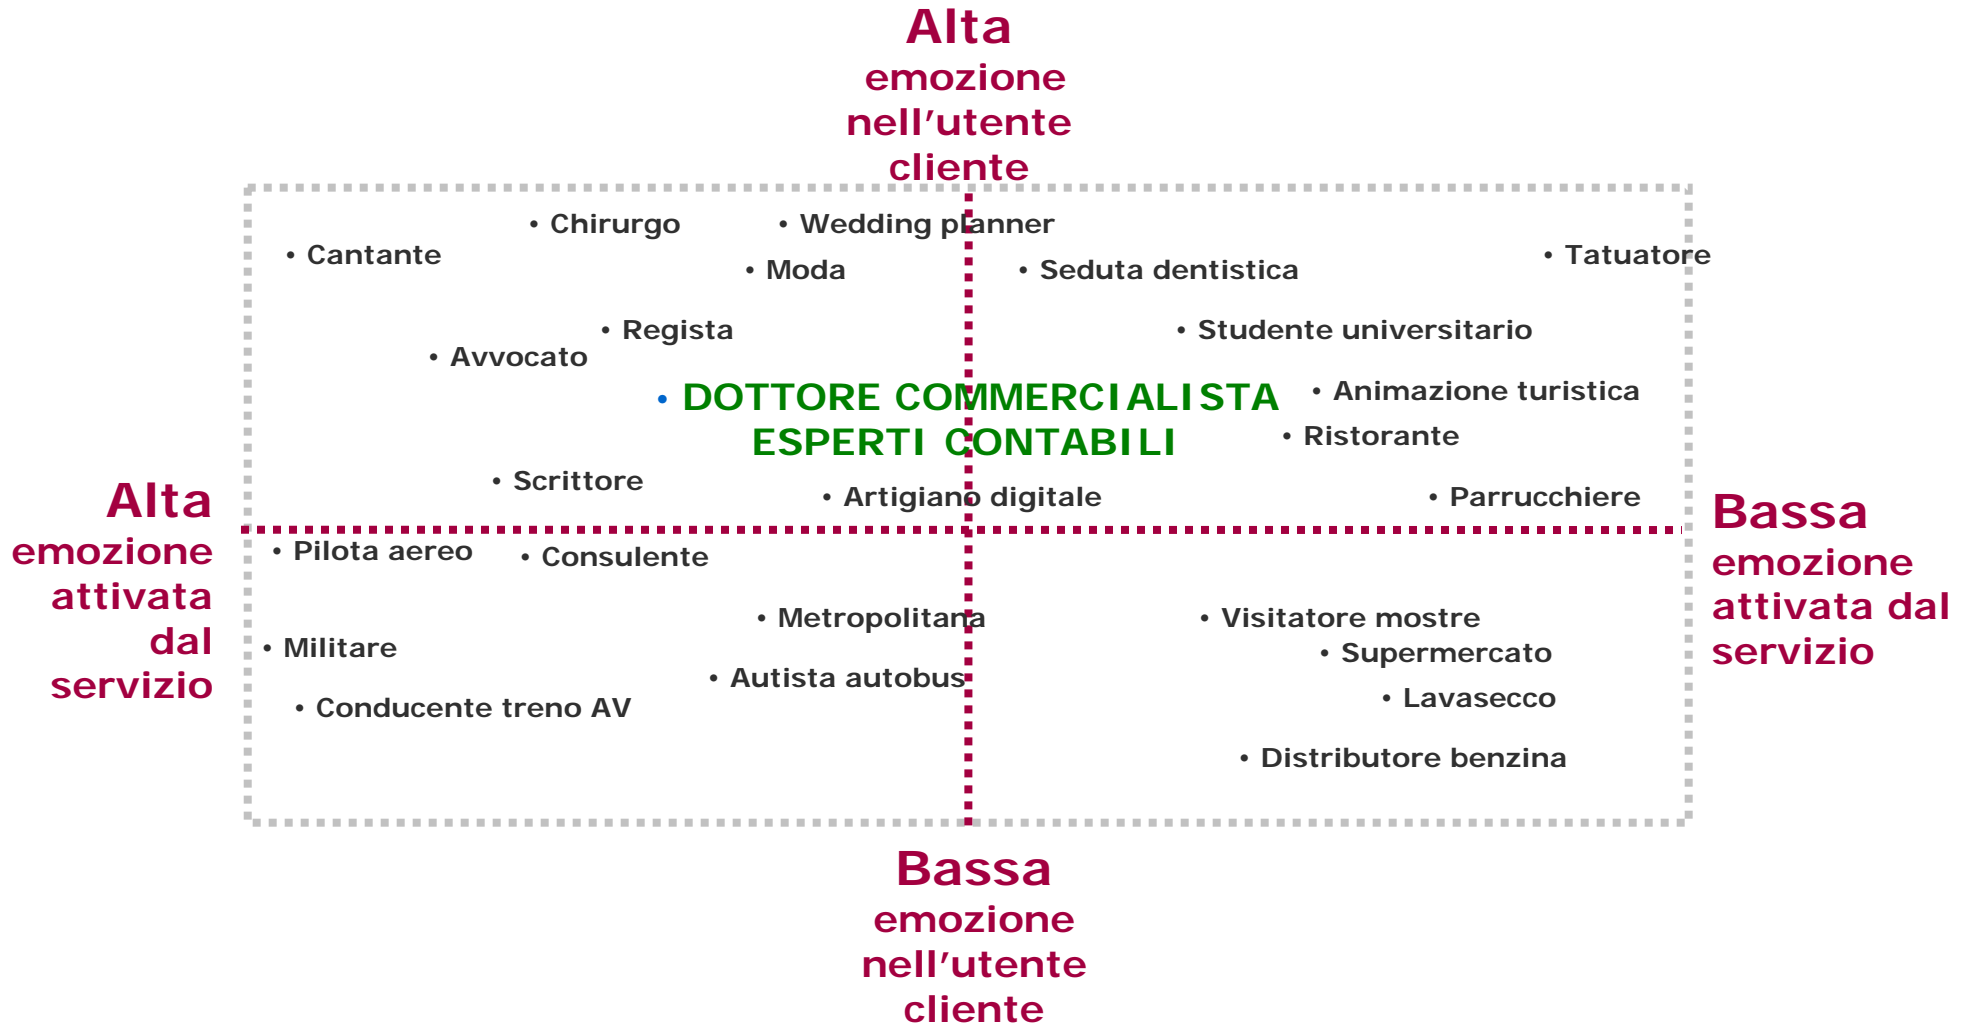 Alta
emozione
nell’utente
cliente
• Chirurgo
• Wedding planner
• Cantante
• Tatuatore
• Moda
• Seduta dentistica
• Regista
• Studente universitario
• Avvocato
• DOTTORE COMMERCIALISTA
ESPERTI CONTABILI
• Animazione turistica
• Ristorante
• Scrittore
• Artigiano digitale
• Parrucchiere
Alta
emozione
attivata
dal
servizio
Bassa
emozione
attivata dal
servizio
• Pilota aereo
• Consulente
• Metropolitana
• Visitatore mostre
• Militare
• Supermercato
• Autista autobus
• Lavasecco
• Conducente treno AV
• Distributore benzina
Bassa
emozione
nell’utente
cliente